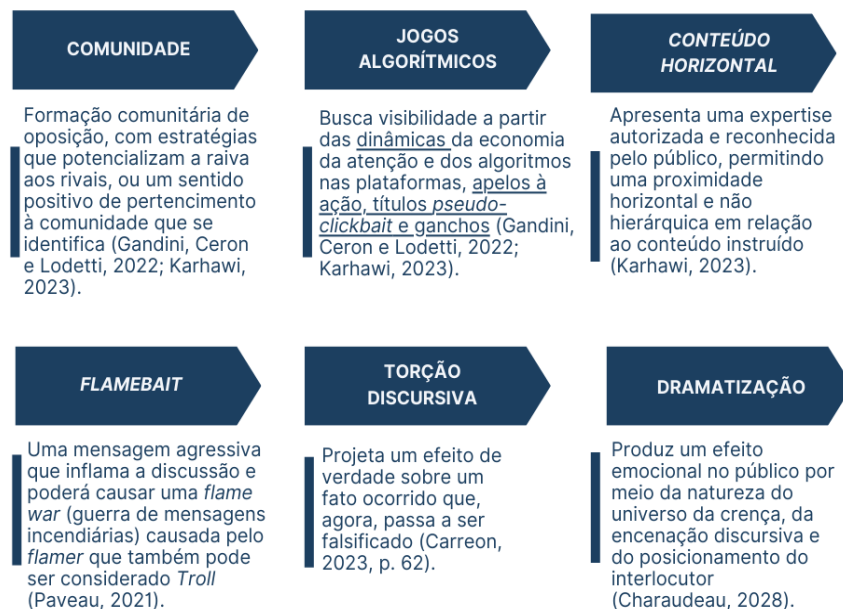 COMUNIDADE
Formação comunitária de
oposição, com estratégias
que potencializam a raiva
aos rivais, ou um sentido
positivo de pertencimento
à comunidade que se
identifica (Gandini, Ceron
e Lodetti, 2022; Karhawi,
2023).
JOGOS
ALGORÍTMICOS
Busca visibilidade a partir
das dinâmicas da economia
da atenção e dos algoritmos
nas plataformas, apelos à
ação, títulos pseudo-
clickbait e ganchos (Gandini,
Ceron e Lodetti, 2022;
Karhawi, 2023).
CONTEÚDO
HORIZONTAL
Apresenta uma expertise
autorizada e reconhecida
pelo público, permitindo
uma proximidade
horizontal e não
hierárquica em relação
ao conteúdo instruído
(Karhawi, 2023).
FLAMEBAIT
Uma mensagem agressiva
que inflama a discussão e
poderá causar uma flame
war (guerra de mensagens
incendiárias) causada pelo
flamer que também pode
ser considerado Troll
(Paveau, 2021).
TORÇÃO
DISCURSIVA
Projeta um efeito de
verdade sobre um
fato ocorrido que,
agora, passa a ser
falsificado (Carreon,
2023, p. 62).
DRAMATIZAÇÃO
Produz um efeito
emocional no público por
meio da natureza do
universo da crença, da
encenação discursiva e
do posicionamento do
interlocutor
(Charaudeau, 2028).